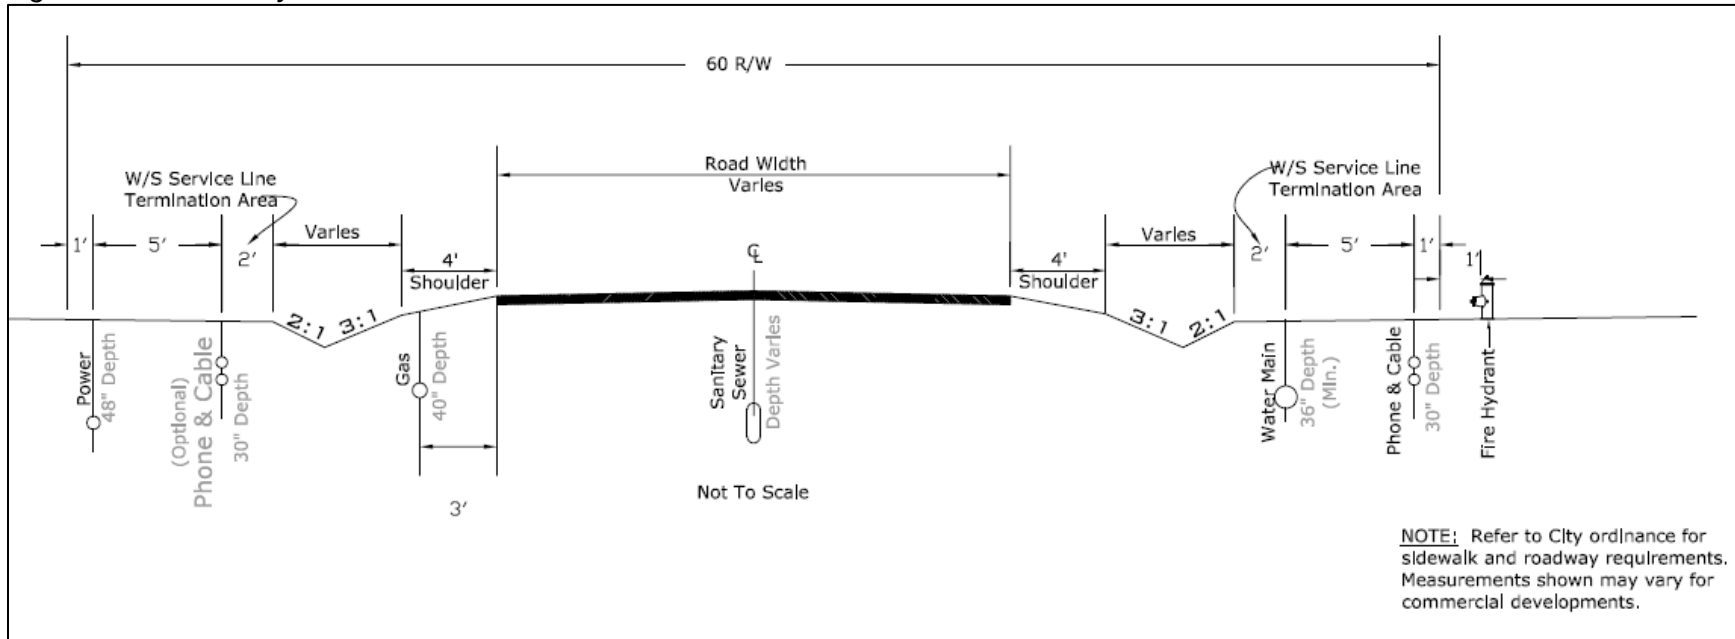 60 R/W
Road Width
Varies
W/S Service Line
Termination Area
W/S Service Line
Termination Area
1'
5'
2'
Varies
4'
Shoulder
CL
4'
Shoulder
Varies
2'
5'
1'
1'
2:1
3:1
3:1
2:1
Power
48" Depth
(Optional)
Phone & Cable
30" Depth
Gas
40" Depth
Sanitary
Sewer
Depth Varies
Water Main
36" Depth
(Min.)
Phone & Cable
30" Depth
Fire Hydrant
3'
Not To Scale
NOTE: Refer to City ordinance for
sidewalk and roadway requirements.
Measurements shown may vary for
commercial developments.